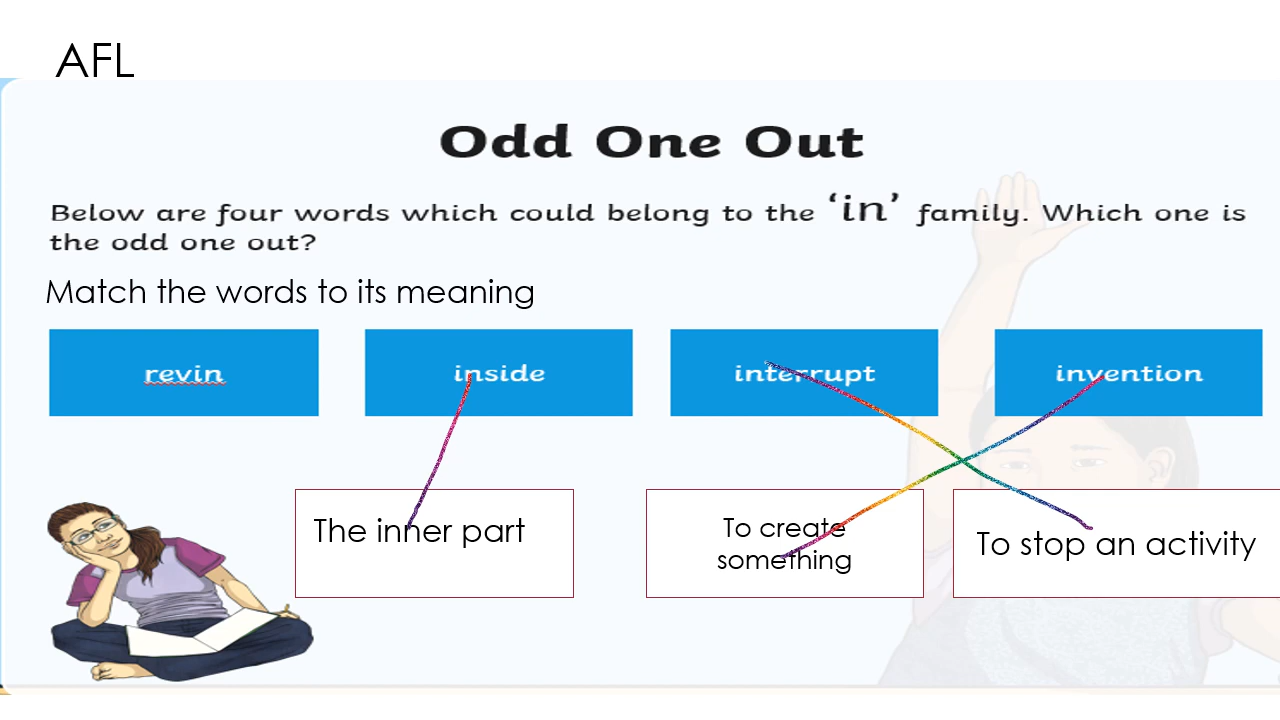 AFL
Odd One Out
Below are four words which could belong to the ‘in’ family. Which one is
the odd one out?
Match the words to its meaning
revin
inside
interrupt
invention
The inner part
To create
something
To stop an activity